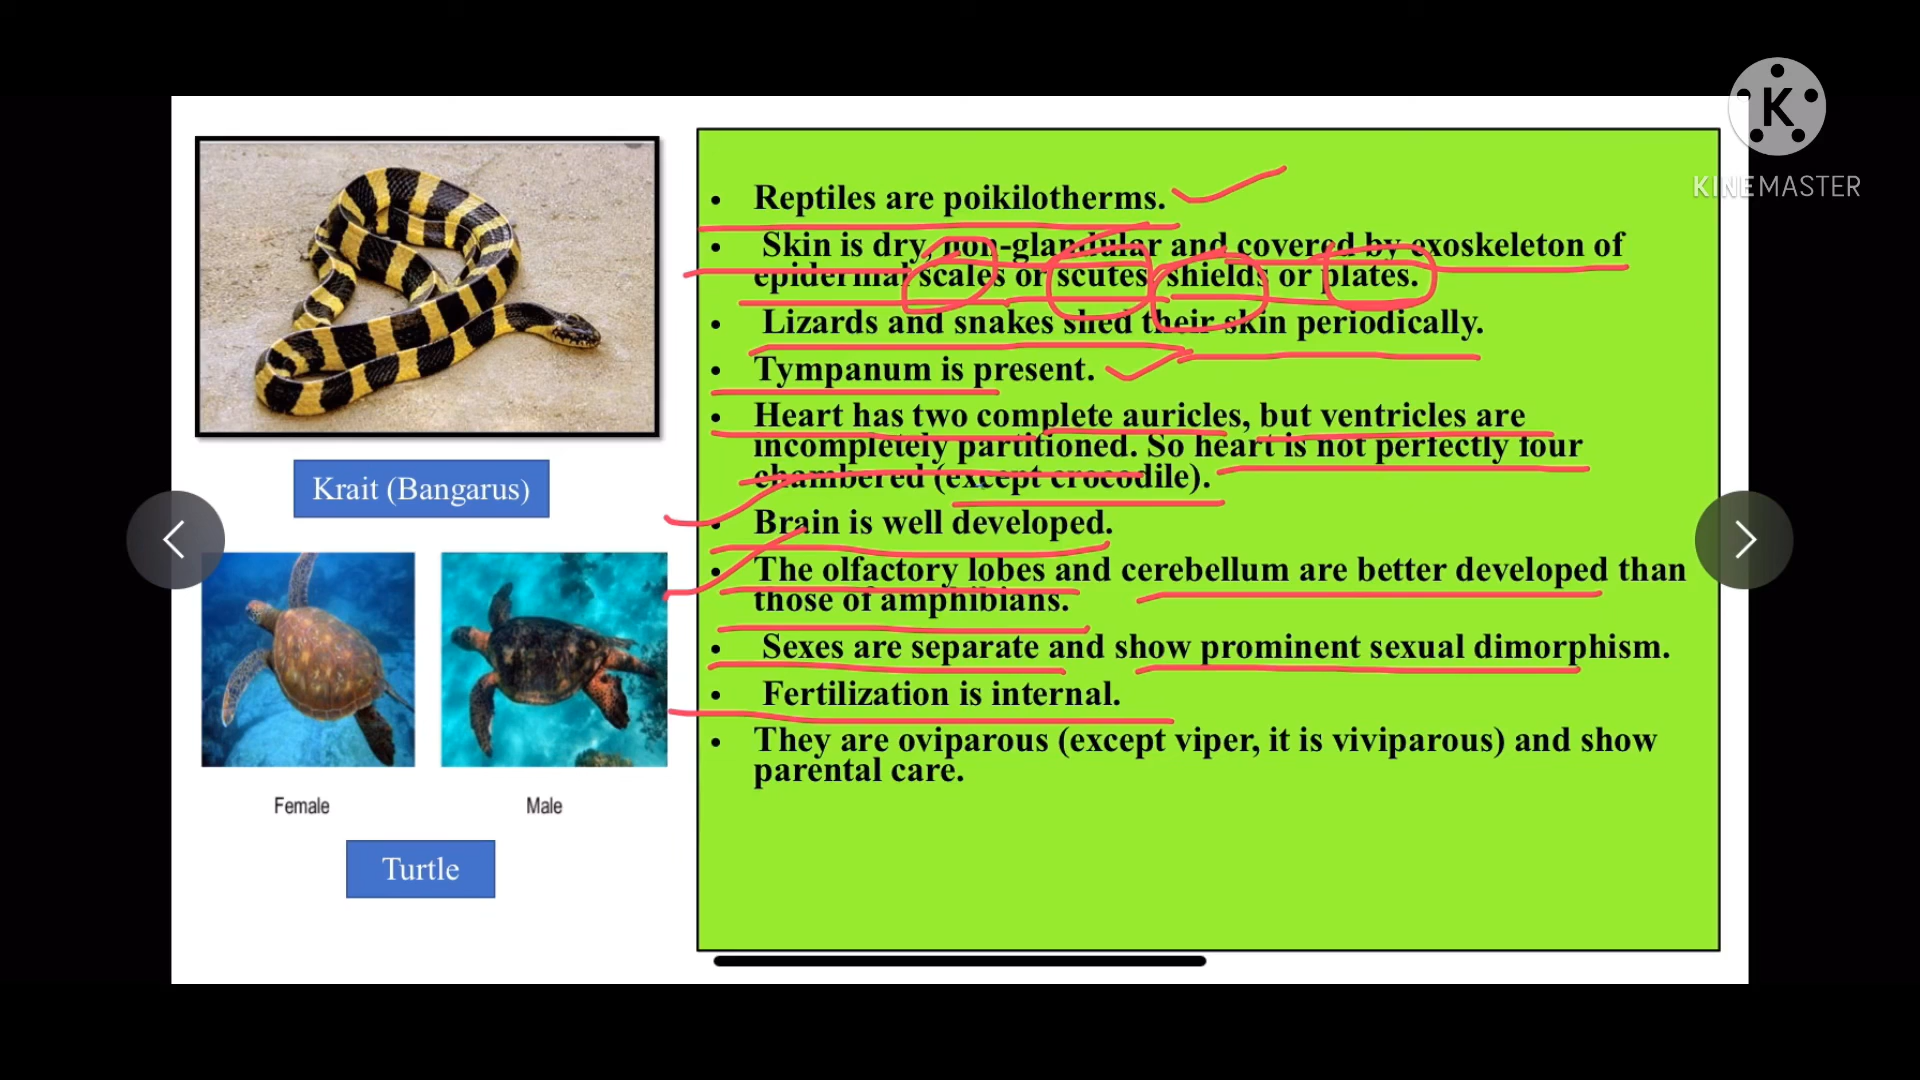 KINEMASTER
• Reptiles are poikilotherms.
• Skin is dry, non-glandular and covered by exoskeleton of
epidermal scales or scutes, shields or plates.
• Lizards and snakes shed their skin periodically.
• Tympanum is present.
• Heart has two complete auricles, but ventricles are
incompletely partitioned. So heart is not perfectly four
chambered (except crocodile).
• Brain is well developed.
• The olfactory lobes and cerebellum are better developed than
those of amphibians.
• Sexes are separate and show prominent sexual dimorphism.
• Fertilization is internal.
• They are oviparous (except viper, it is viviparous) and show
parental care.
Krait (Bangarus)
Female Male
Turtle